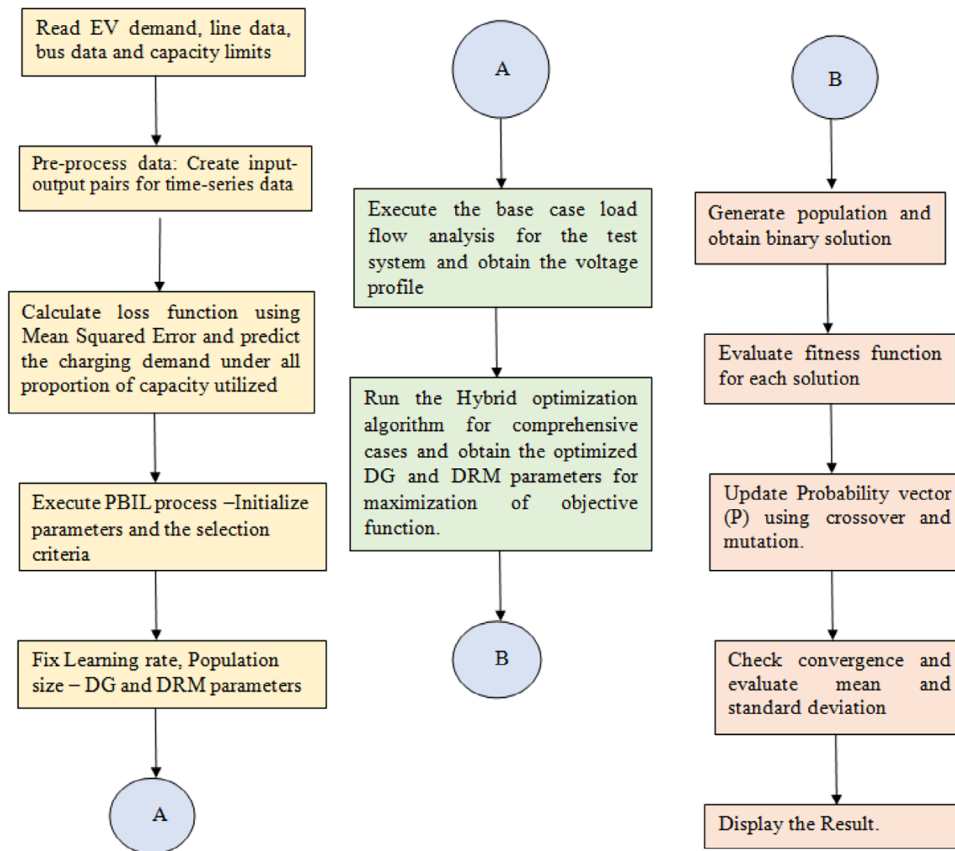 Read EV demand, line data,
bus data and capacity limits
Pre-process data: Create input-
output pairs for time-series data
Calculate loss function using
Mean Squared Error and predict
the charging demand under all
proportion of capacity utilized
Execute PBIL process –Initialize
parameters and the selection
criteria
Fix Learning rate, Population
size – DG and DRM parameters
A
A
Execute the base case load
flow analysis for the test
system and obtain the voltage
profile
Run the Hybrid optimization
algorithm for comprehensive
cases and obtain the optimized
DG and DRM parameters for
maximization of objective
function.
B
B
Generate population and
obtain binary solution
Evaluate fitness function
for each solution
Update Probability vector
(P) using crossover and
mutation.
Check convergence and
evaluate mean and
standard deviation
Display the Result.